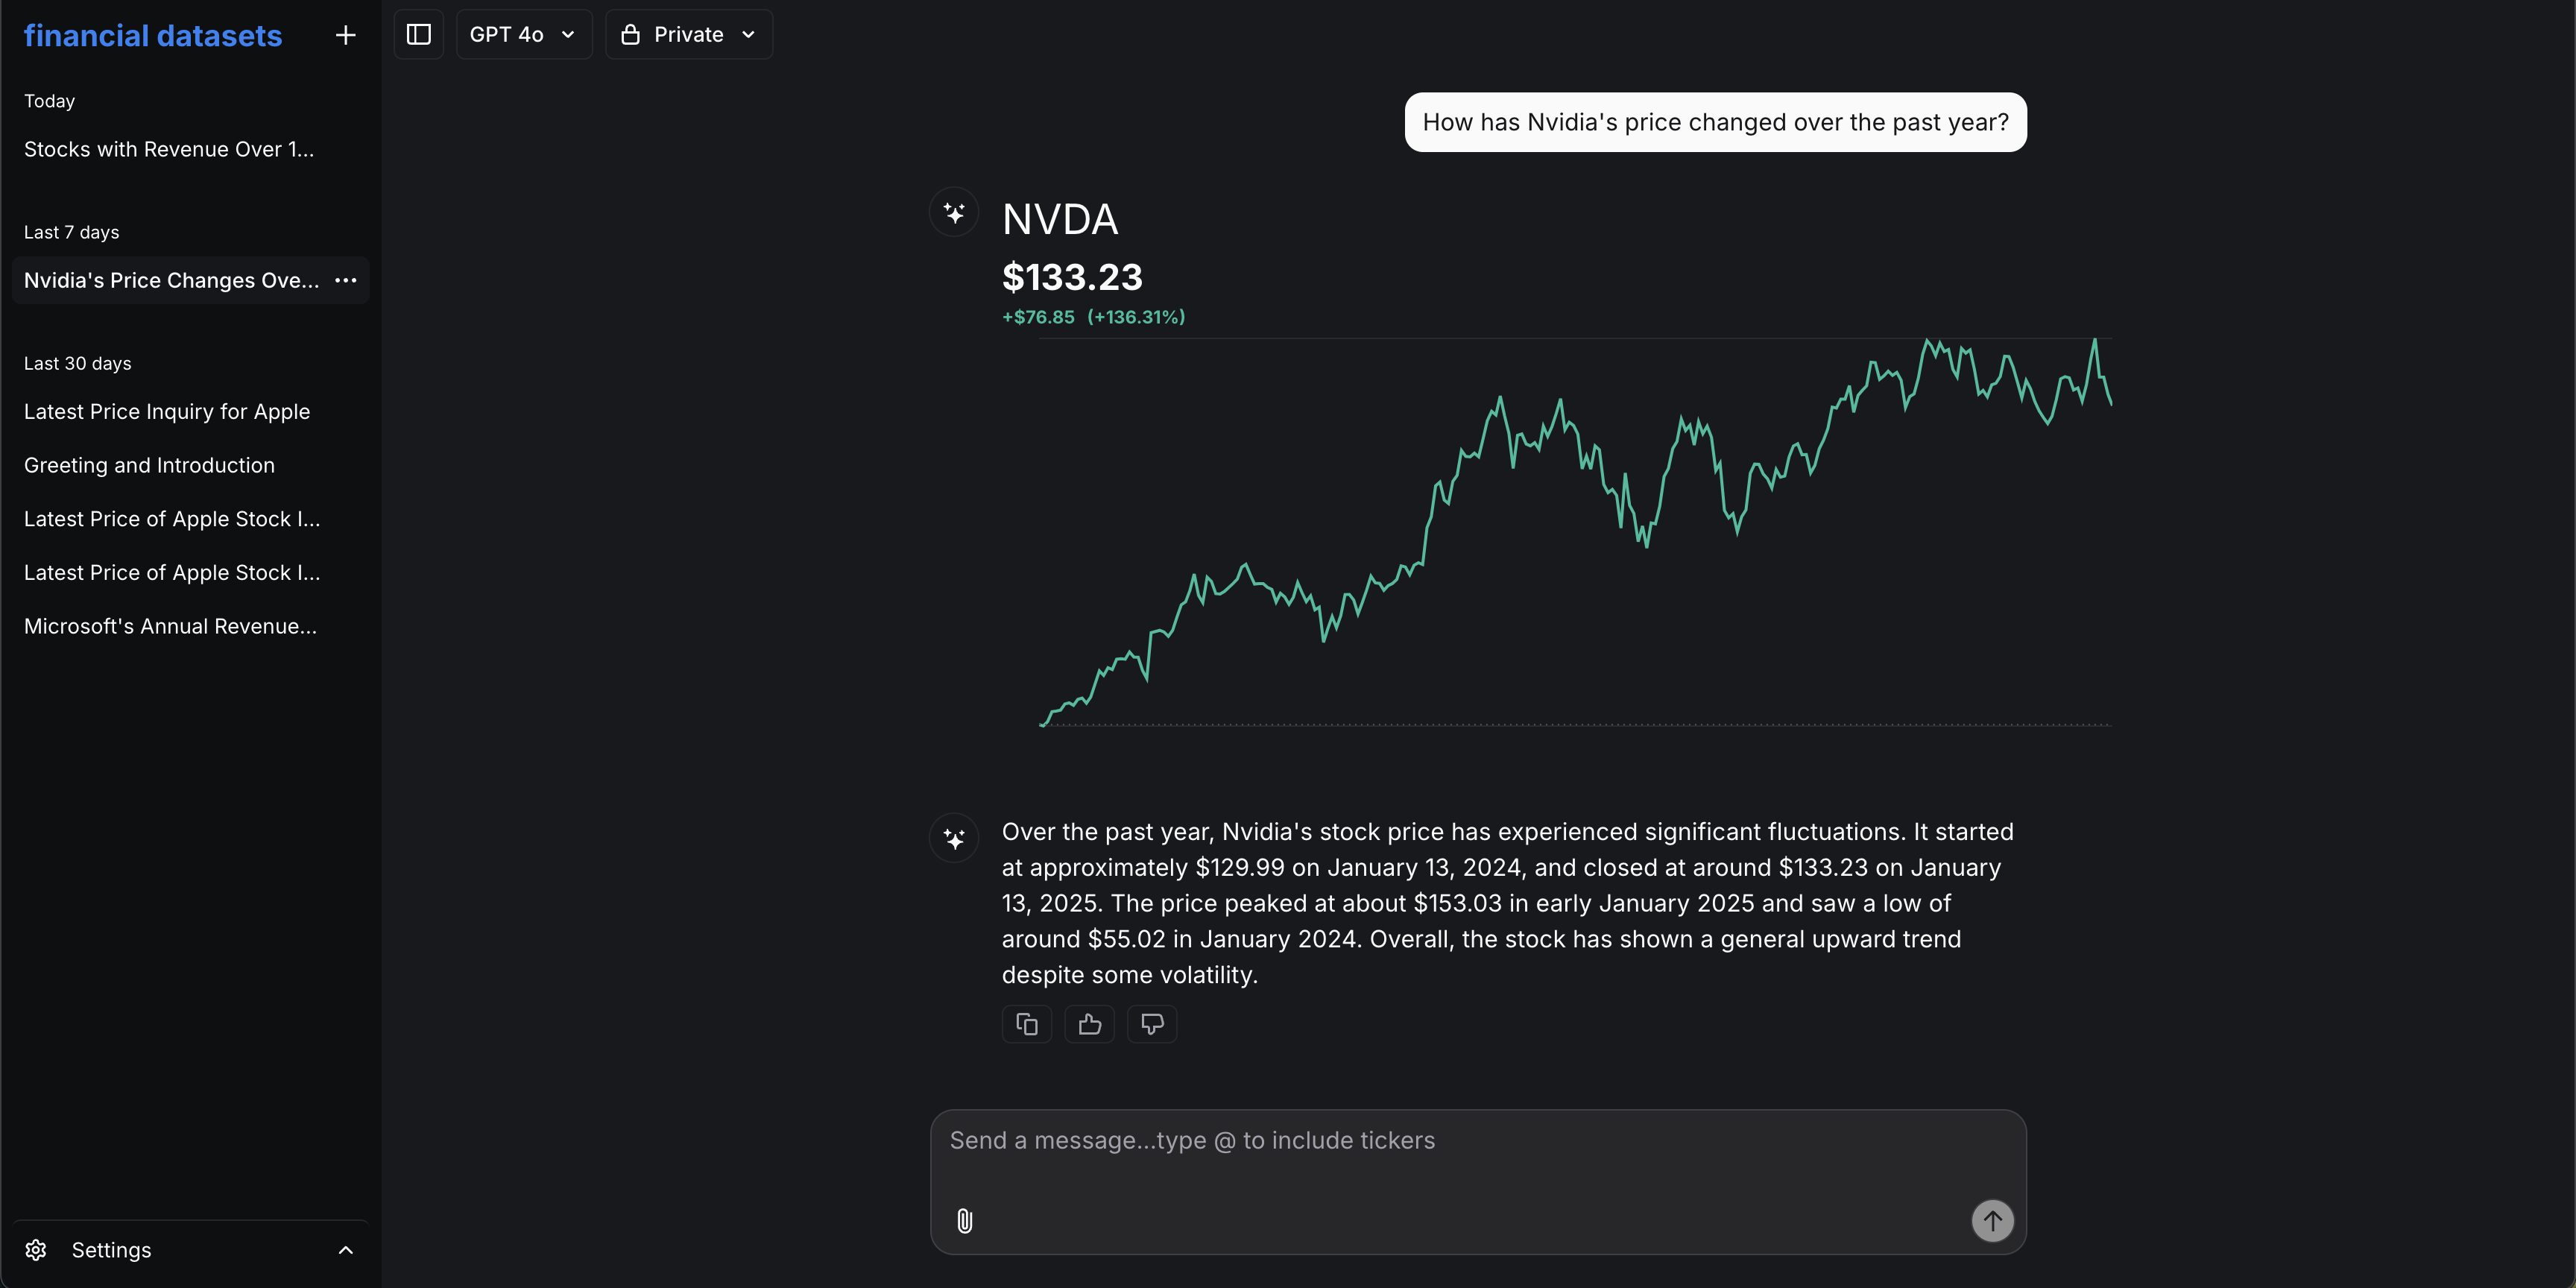 financial datasets
Today
Stocks with Revenue Over 1...
Last 7 days
Nvidia's Price Changes Ove...
Last 30 days
Latest Price Inquiry for Apple
Greeting and Introduction
Latest Price of Apple Stock I...
Latest Price of Apple Stock I...
Microsoft's Annual Revenue...
Settings
GPT 4o
Private
How has Nvidia's price changed over the past year?
NVDA
$133.23
+$76.85 (+136.31%)
Over the past year, Nvidia's stock price has experienced significant fluctuations. It started
at approximately $129.99 on January 13, 2024, and closed at around $133.23 on January
13, 2025. The price peaked at about $153.03 in early January 2025 and saw a low of
around $55.02 in January 2024. Overall, the stock has shown a general upward trend
despite some volatility.
Send a message...type @ to include tickers